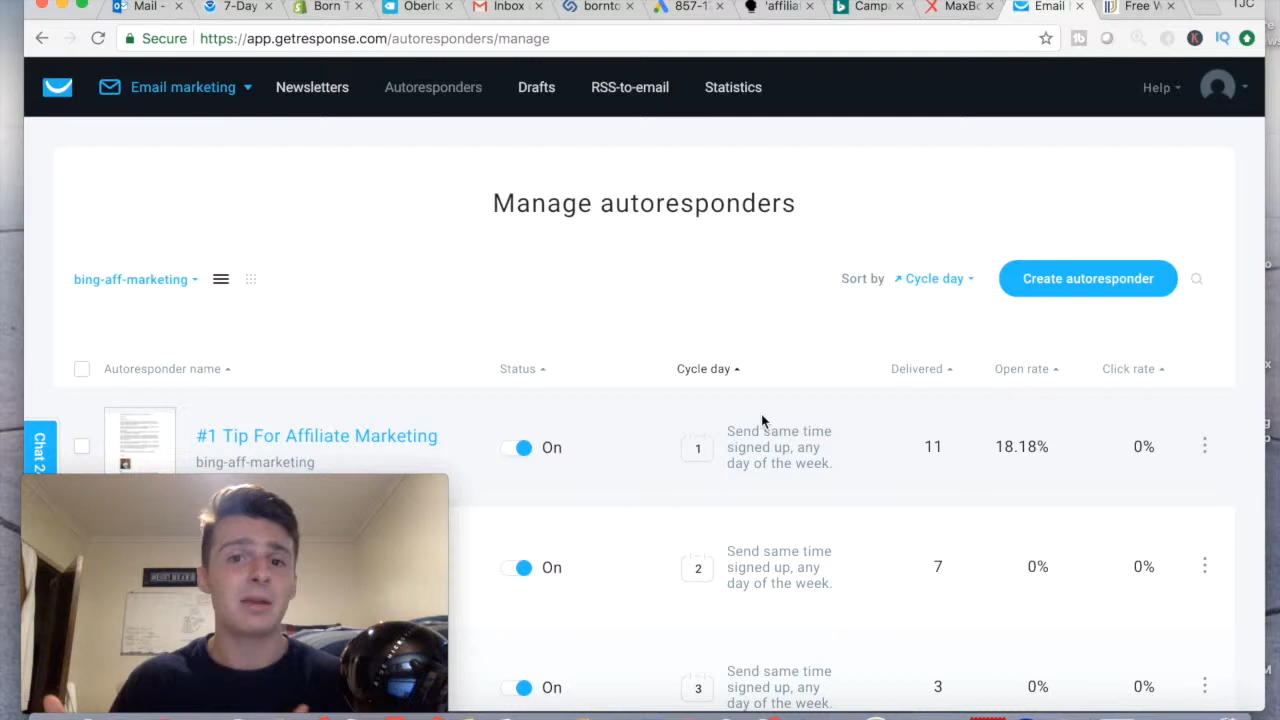 Mail -
7-Day
Born T
Oberlo
Inbox
bornto
857-1
'affilia
Camp
MaxBo
Email
Free W
TJC
Secure https://app.getresponse.com/autoresponders/manage
Email marketing Newsletters Autoresponders Drafts RSS-to-email Statistics Help
Manage autoresponders
bing-aff-marketing Sort by Cycle day Create autoresponder
Autoresponder name Status Cycle day Delivered Open rate Click rate
#1 Tip For Affiliate Marketing
bing-aff-marketing
On
1
Send same time
signed up, any
day of the week.
11 18.18% 0%
On
2
Send same time
signed up, any
day of the week.
7 0% 0%
On
3
Send same time
signed up, any
day of the week.
3 0% 0%
Chat 2